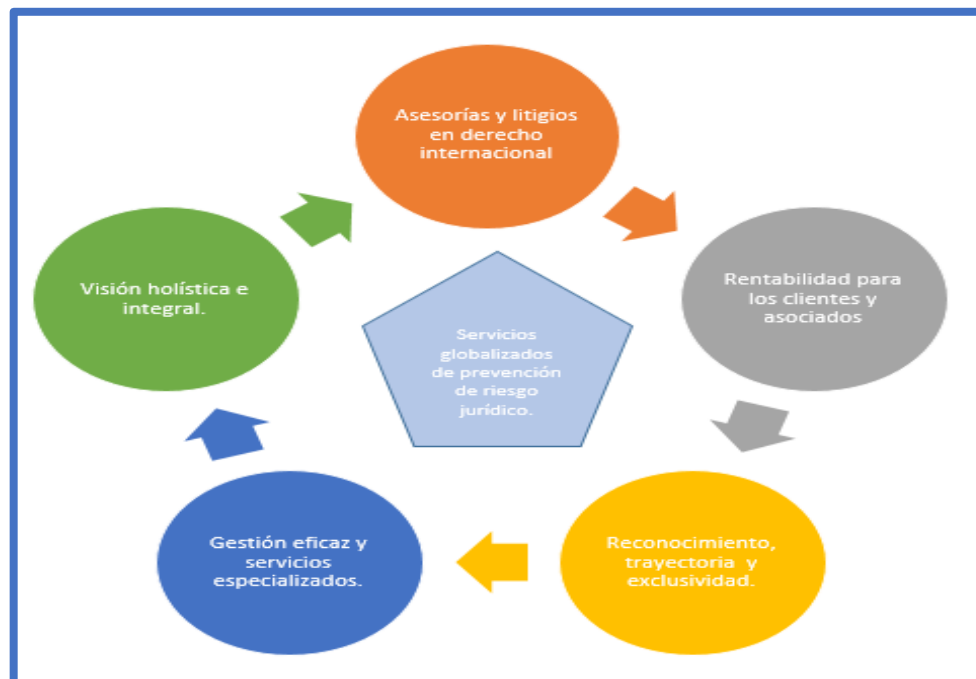 Asesorías y litigios
en derecho
internacional
Rentabilidad para
los clientes y
asociados
Reconocimiento,
trayectoria y
exclusividad.
Gestión eficaz y
servicios
especializados.
Visión holística e
integral.
Servicios
globalizados
de prevención
de riesgo
jurídico.